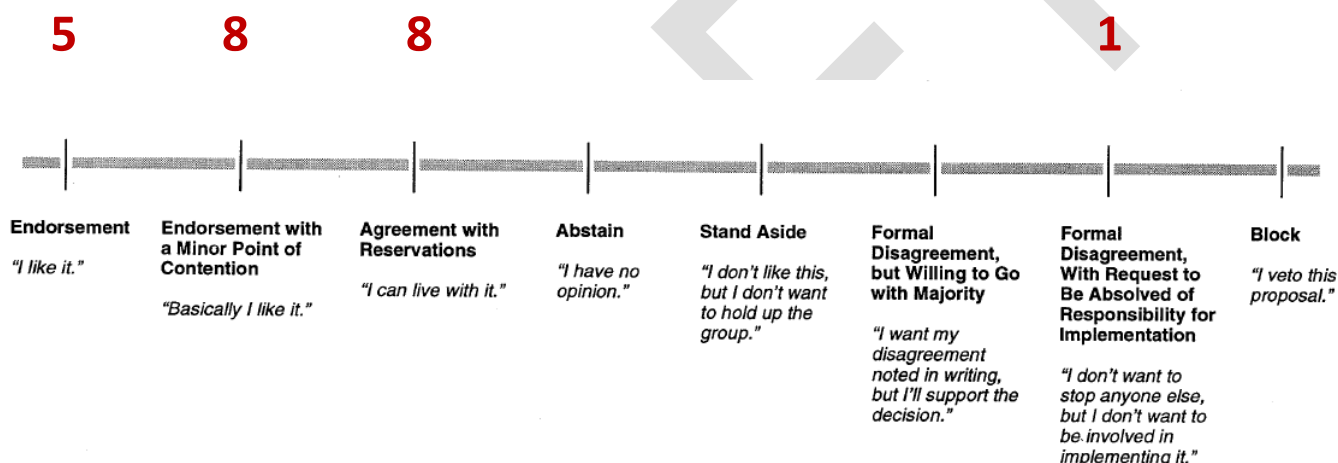 5 8 8 1
Endorsement
"I like it."
Endorsement with
a Minor Point of
Contention
"Basically I like it."
Agreement with
Reservations
"I can live with it."
Abstain
"I have no
opinion."
Stand Aside
"I don't like this,
but I don't want
to hold up the
group."
Formal
Disagreement,
but Willing to Go
with Majority
"I want my
disagreement
noted in writing,
but I'll support the
decision."
Formal
Disagreement,
With Request to
Be Absolved of
Responsibility for
Implementation
"I don't want to
stop anyone else,
but I don't want to
be involved in
implementing it."
Block
"I veto this
proposal."